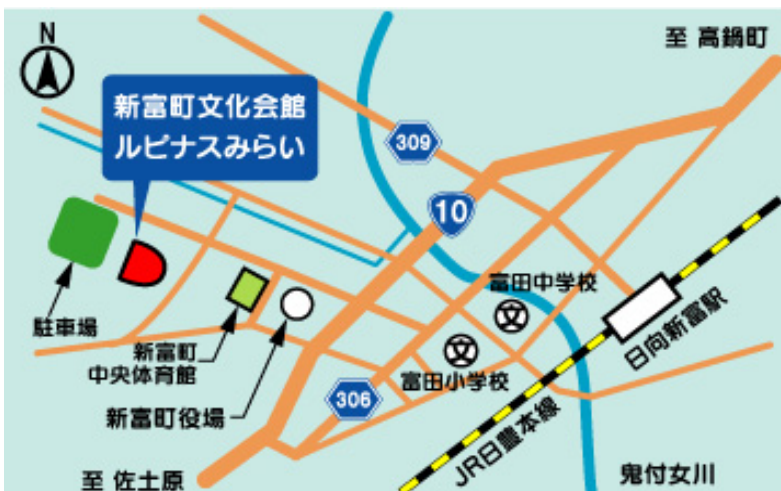 N
至 高鍋町
新富町文化会館
ルピナスみらい
309
10
富田中学校
文
日向新富駅
駐車場
新富町
中央体育館
文
富田小学校
新富町役場
306
JR日豊本線
至 佐土原
鬼付女川